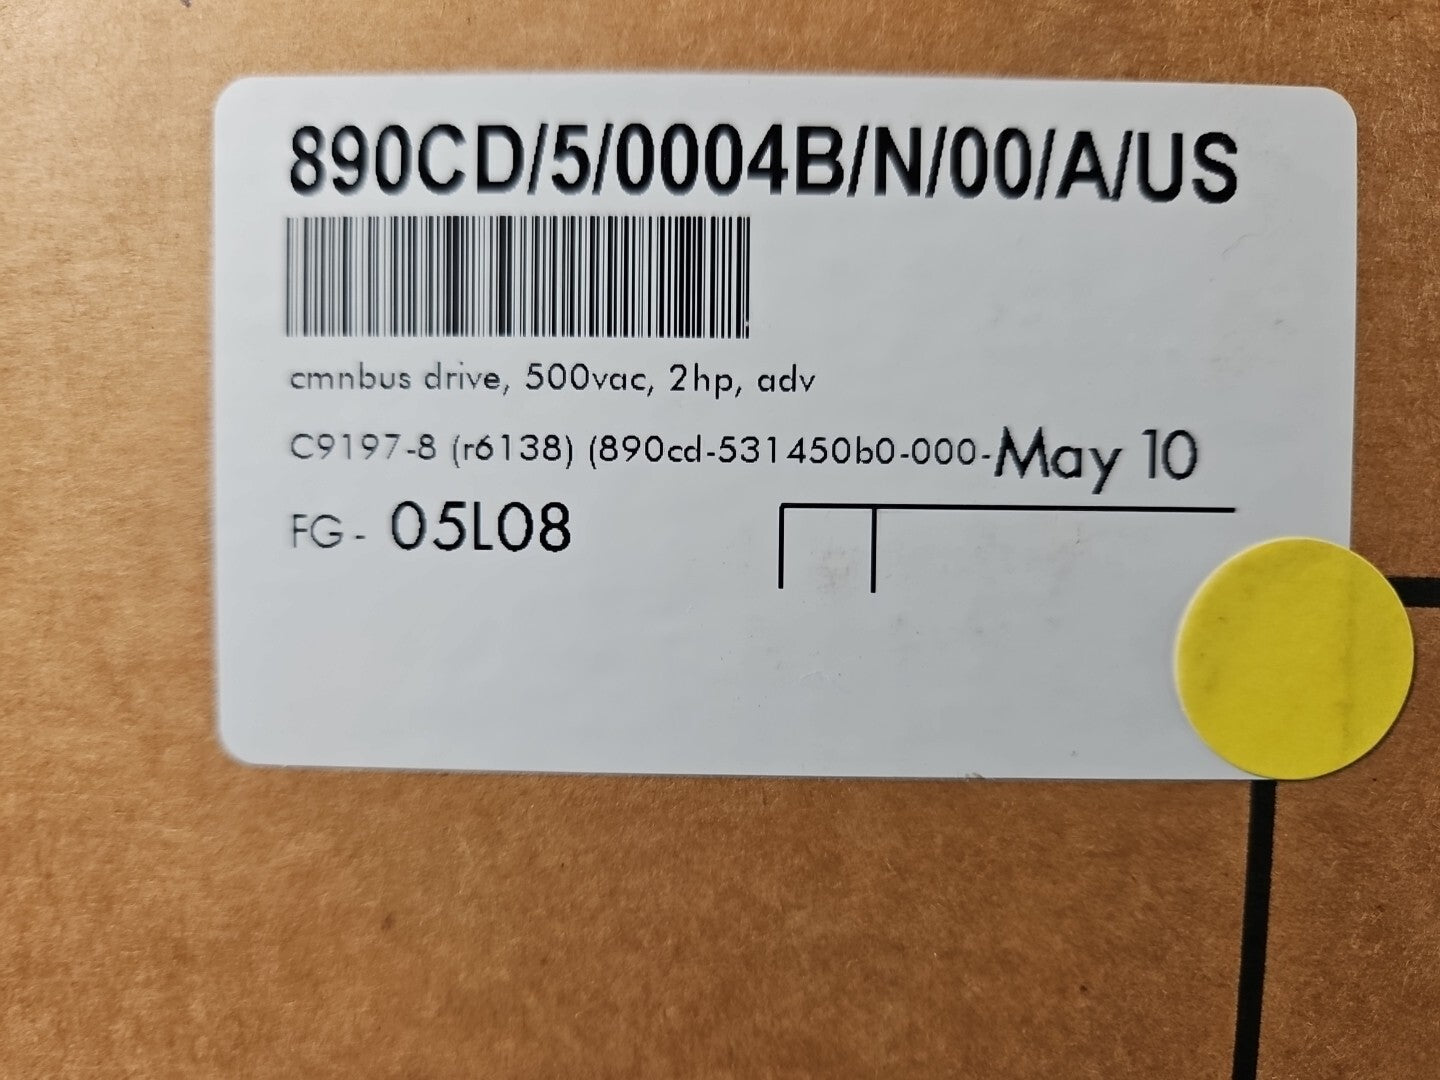 890CD/5/0004B/N/00/A/US
cmnbus drive, 500vac, 2hp, adv
C9197-8 (r6138) (890cd-531450b0-000-May 10
FG- 05L08